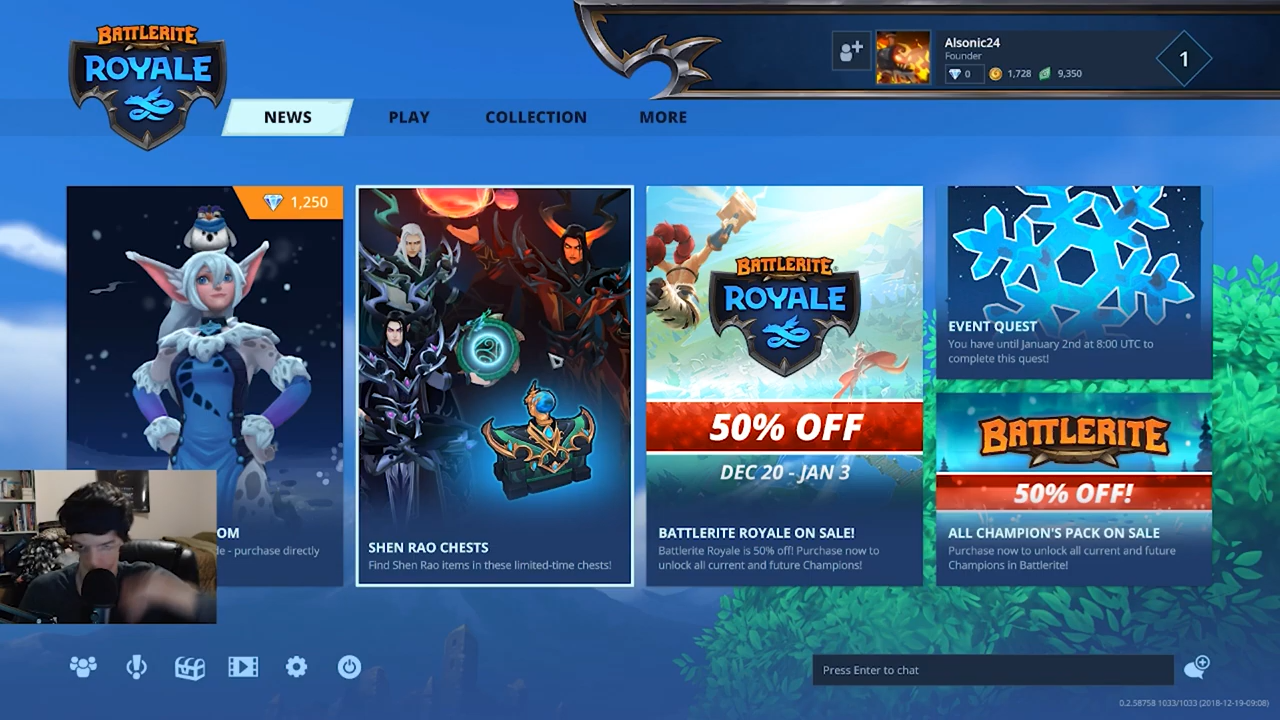 BATTLERITE
ROYALE
NEWS
PLAY
COLLECTION
MORE
Alsonic24
Founder
0
1,728
9,350
1
1,250
OM
- purchase directly
SHEN RAO CHESTS
Find Shen Rao items in these limited-time chests!
BATTLERITE
ROYALE
50% OFF
DEC 20 - JAN 3
BATTLERITE ROYALE ON SALE!
Battlerite Royale is 50% off! Purchase now to
unlock all current and future Champions!
EVENT QUEST
You have until January 2nd at 8:00 UTC to
complete this quest!
BATTLERITE
50% OFF!
ALL CHAMPION'S PACK ON SALE
Purchase now to unlock all current and future
Champions in Battlerite!
Press Enter to chat
0.2.58758 1033/1033 (2018-12-19-09:08)